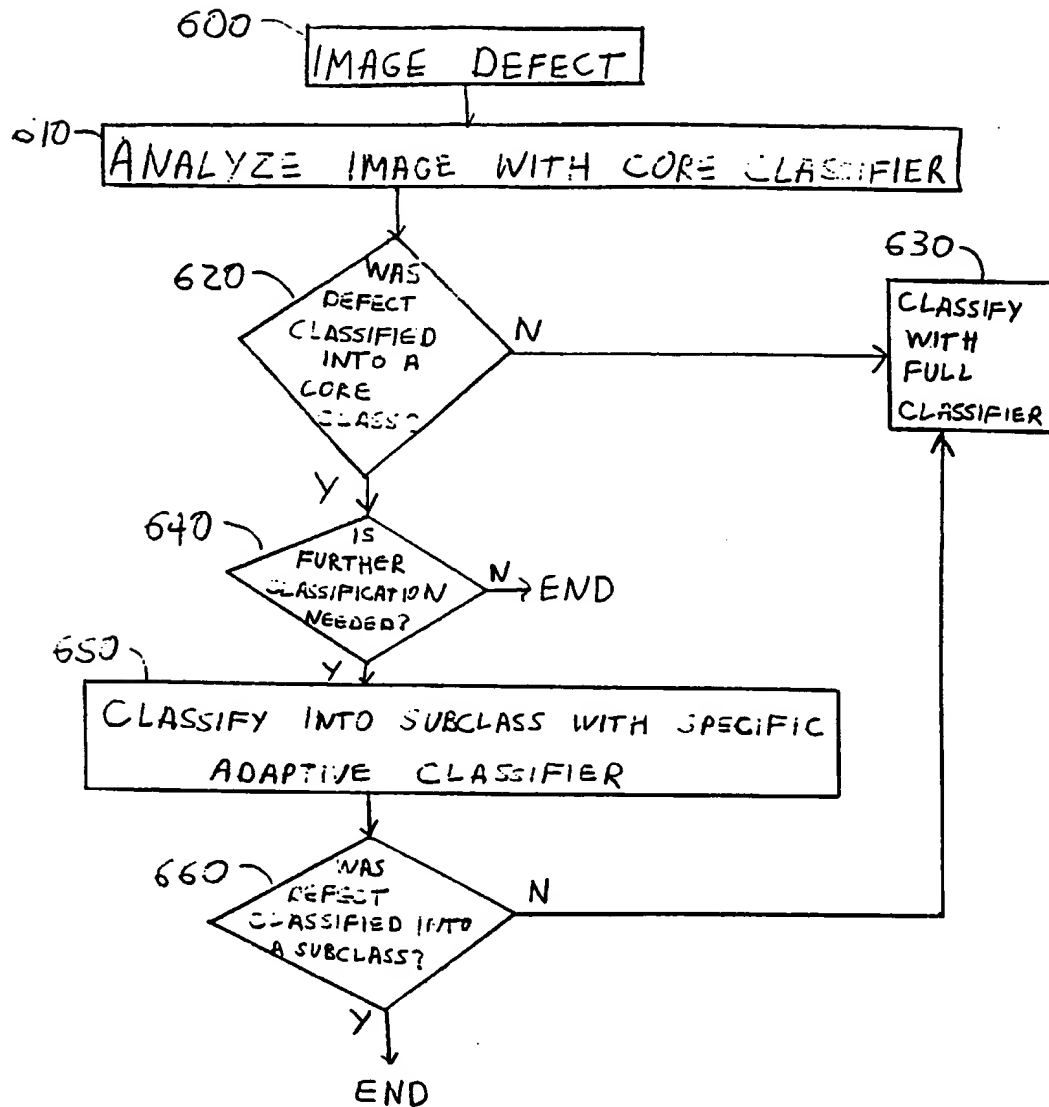 600
IMAGE DEFECT
610
ANALYZE IMAGE WITH CORE CLASSIFIER
620
WAS
DEFECT
CLASSIFIED
INTO A
CORE
CLASS?
N
630
CLASSIFY
WITH
FULL
CLASSIFIER
Y
640
IS
FURTHER
CLASSIFICATION
NEEDED?
N
END
Y
650
CLASSIFY INTO SUBCLASS WITH SPECIFIC
ADAPTIVE CLASSIFIER
660
WAS
DEFECT
CLASSIFIED INTO
A SUBCLASS?
N
Y
END